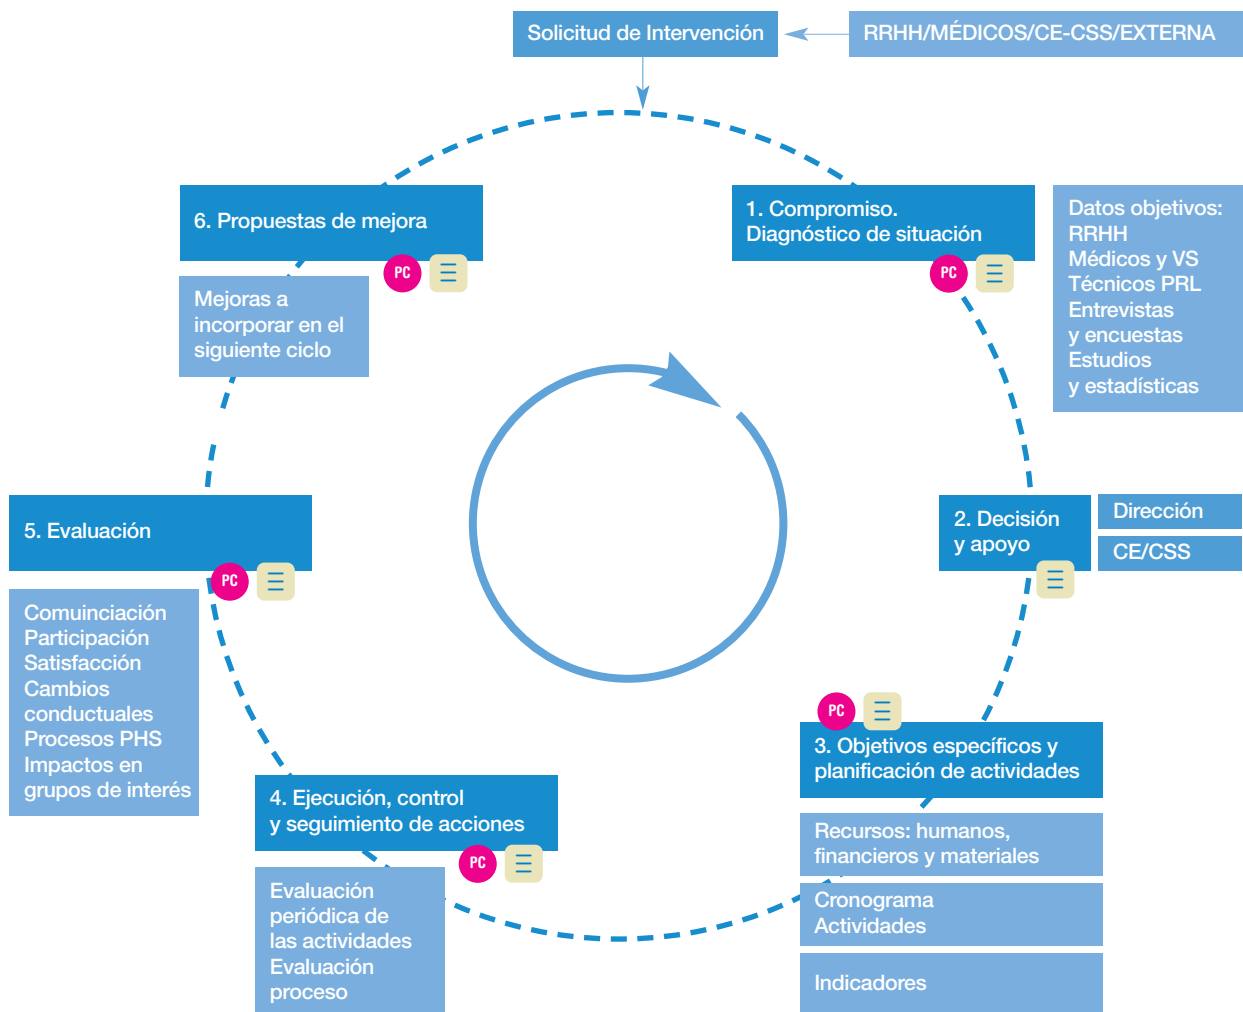 Solicitud de Intervención
RRHH/MÉDICOS/CE-CSS/EXTERNA
1. Compromiso.
Diagnóstico de situación
PC
Datos objetivos:
RRHH
Médicos y VS
Técnicos PRL
Entrevistas
y encuestas
Estudios
y estadísticas
2. Decisión
y apoyo
Dirección
CE/CSS
PC
3. Objetivos específicos y
planificación de actividades
Recursos: humanos,
financieros y materiales
Cronograma
Actividades
Indicadores
4. Ejecución, control
y seguimiento de acciones
PC
Evaluación
periódica de
las actividades
Evaluación
proceso
5. Evaluación
PC
Comuinciación
Participación
Satisfacción
Cambios
conductuales
Procesos PHS
Impactos en
grupos de interés
6. Propuestas de mejora
PC
Mejoras a
incorporar en el
siguiente ciclo